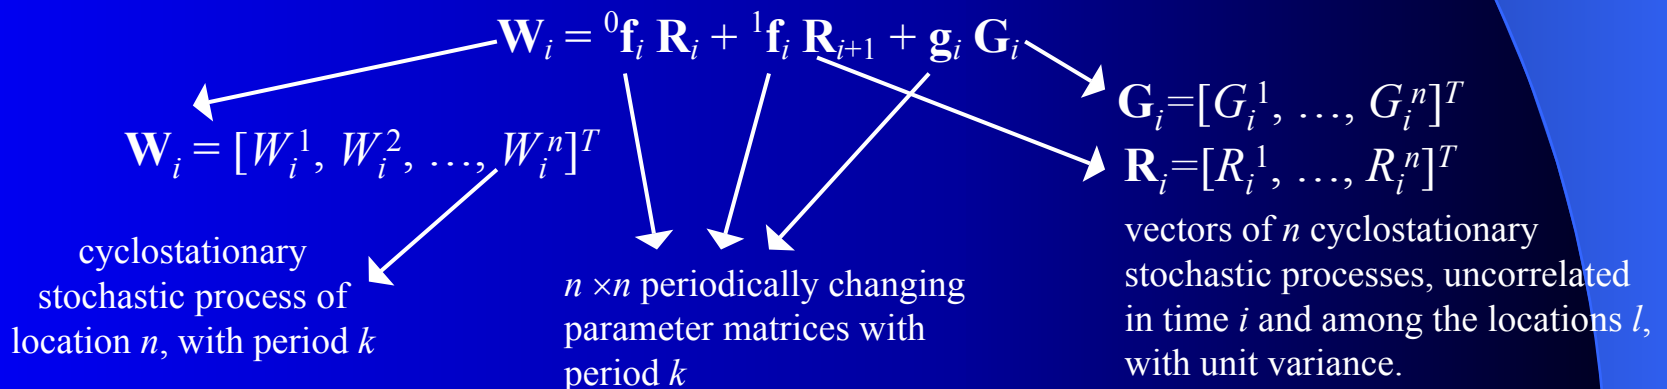 W_i = ⁰f_i R_i + ¹f_i R_{i+1} + g_i G_i
W_i = [W_i^1, W_i^2, …, W_i^n]^T
cyclostationary
stochastic process of
location n, with period k
n ×n periodically changing
parameter matrices with
period k
G_i=[G_i^1, …, G_i^n]^T
R_i=[R_i^1, …, R_i^n]^T
vectors of n cyclostationary
stochastic processes, uncorrelated
in time i and among the locations l,
with unit variance.